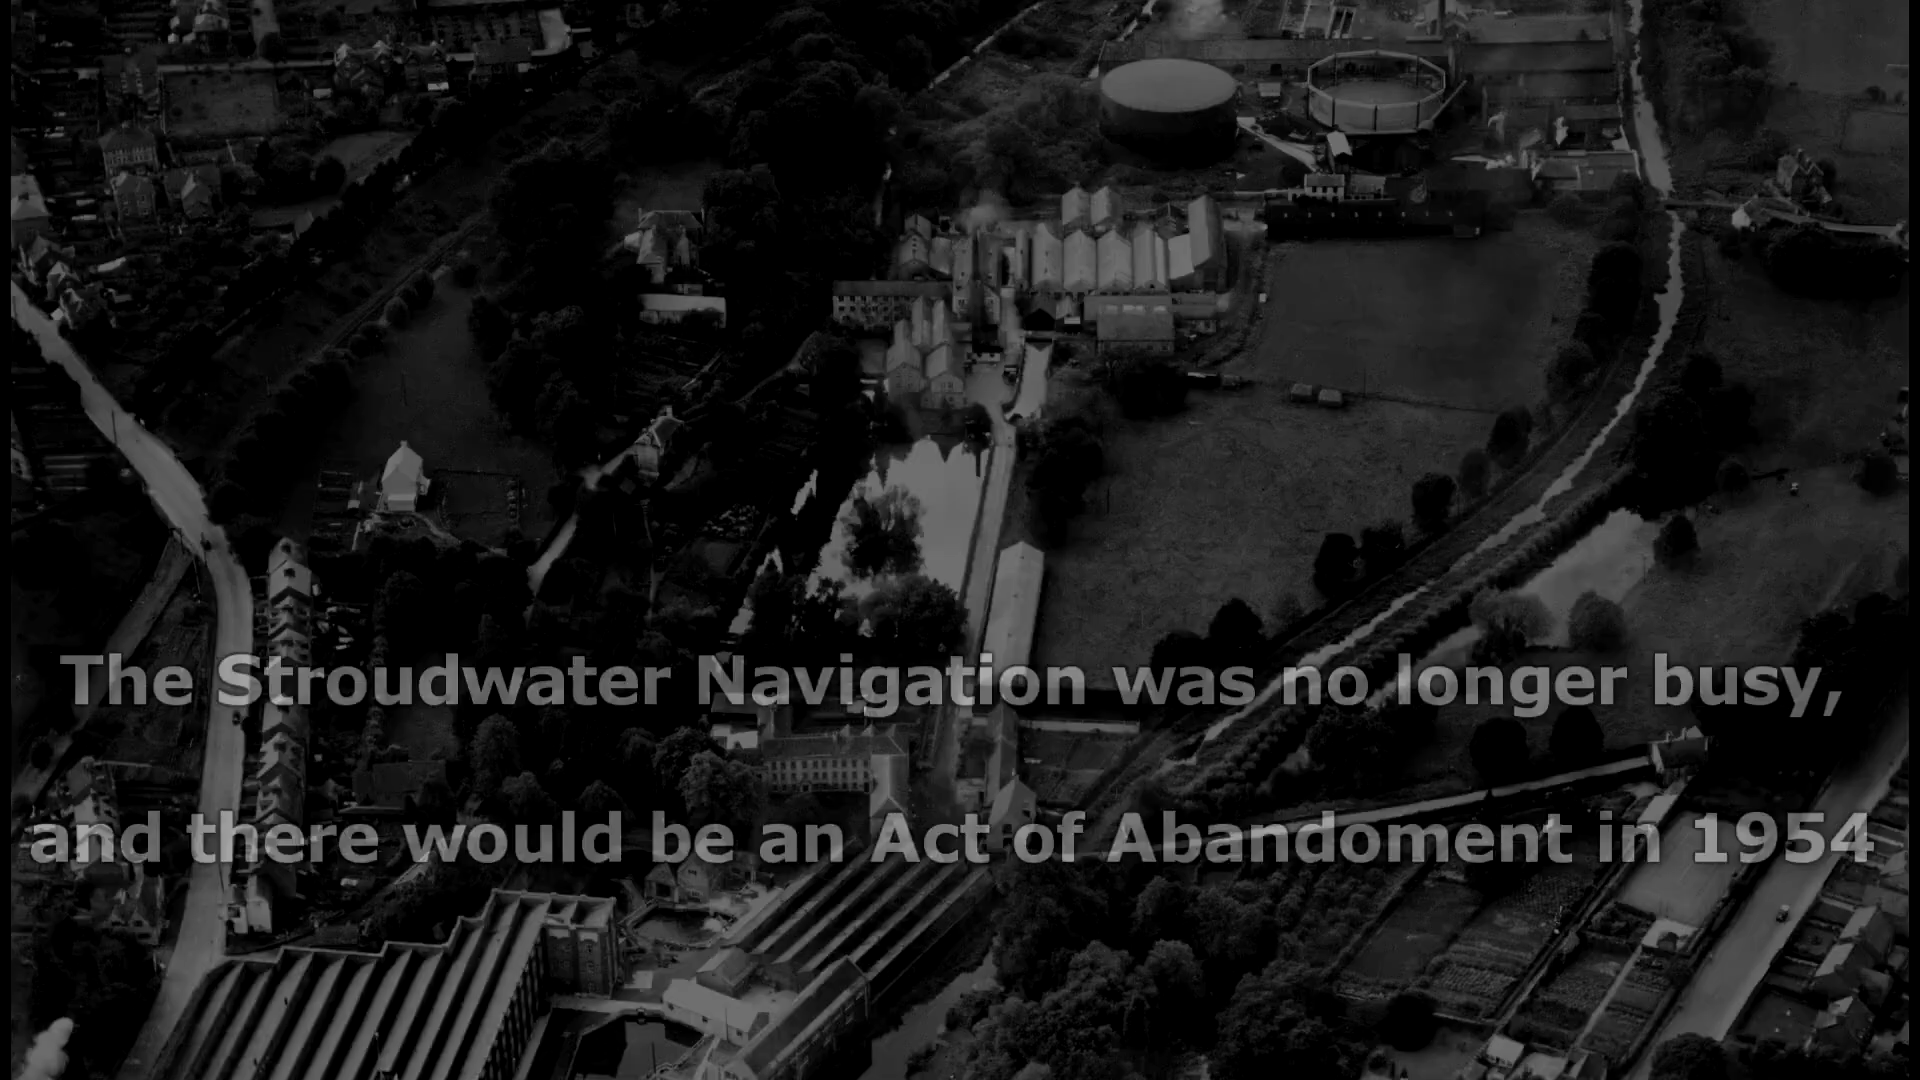 The Stroudwater Navigation was no longer busy,
and there would be an Act of Abandoment in 1954